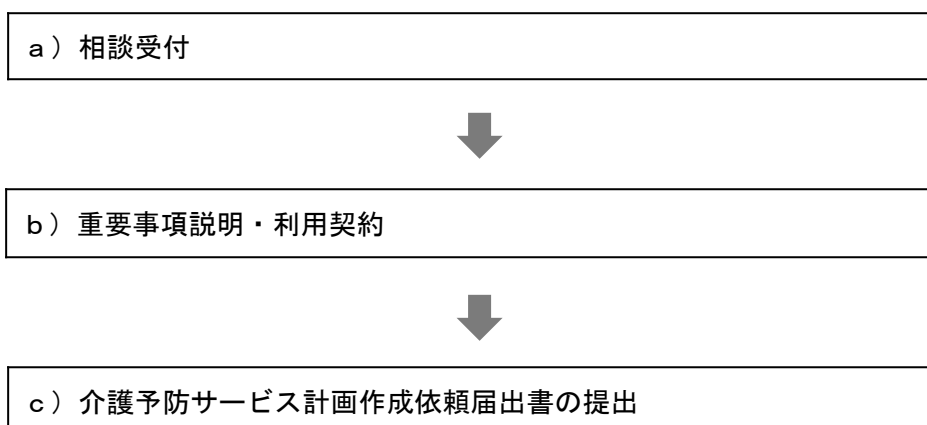 a）相談受付
b）重要事項説明・利用契約
c）介護予防サービス計画作成依頼届出書の提出